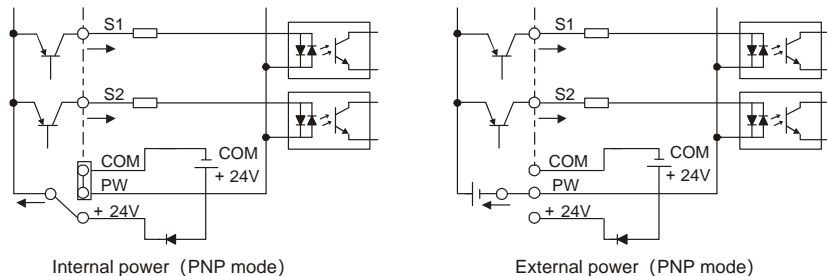 S1
S2
COM
COM
+ 24V
PW
+ 24V
Internal power（PNP mode）
S1
S2
COM
COM
+ 24V
PW
+ 24V
External power（PNP mode）